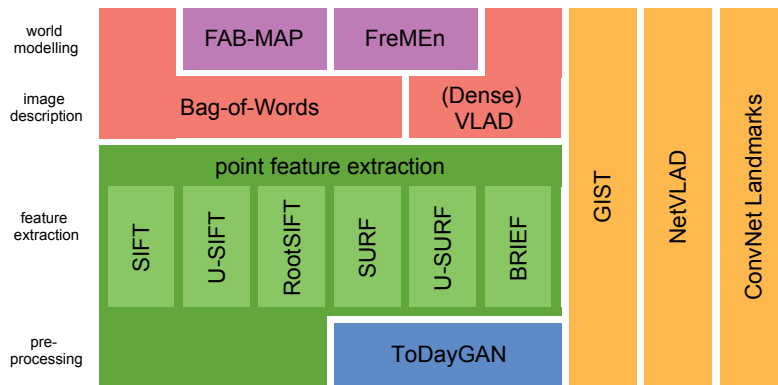 world
modelling
FAB-MAP
FreMEn
image
description
Bag-of-Words
(Dense)
VLAD
point feature extraction
feature
extraction
SIFT
U-SIFT
RootSIFT
SURF
U-SURF
BRIEF
pre-
processing
ToDayGAN
GIST
NetVLAD
ConvNet Landmarks